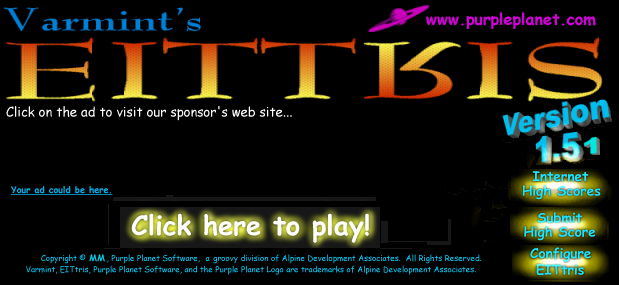 Varmint's
www.purpleplanet.com
EITTRIS
Click on the ad to visit our sponsor's web site...
Version
1.51
Internet
High Scores
Your ad could be here.
Click here to play!
Submit
High Score
Configure
EITtris
Copyright © MM, Purple Planet Software, a groovy division of Alpine Development Associates. All Rights Reserved.
Varmint, EITtris, Purple Planet Software, and the Purple Planet Logo are trademarks of Alpine Development Associates.